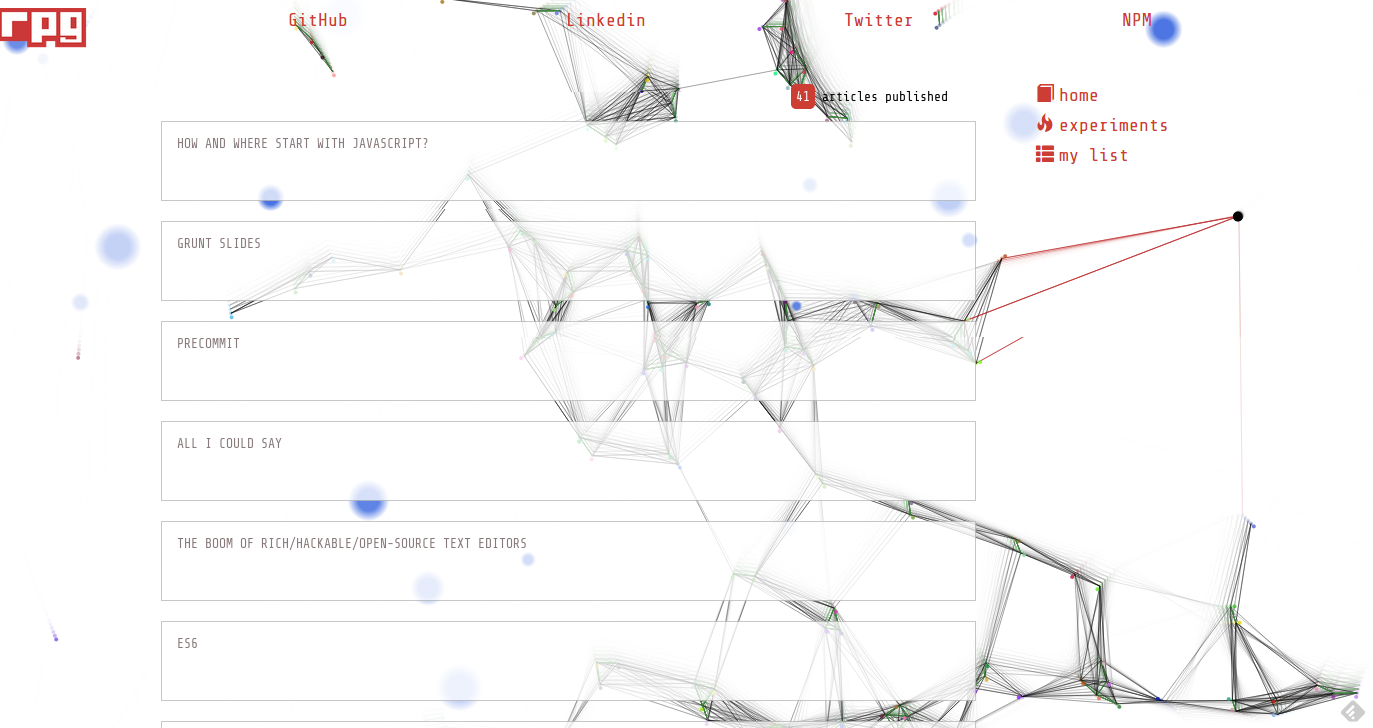 rpg
GitHub
Linkedin
Twitter
NPM
41 articles published
home
experiments
my list
HOW AND WHERE START WITH JAVASCRIPT?
GRUNT SLIDES
PRECOMMIT
ALL I COULD SAY
THE BOOM OF RICH/HACKABLE/OPEN-SOURCE TEXT EDITORS
ES6